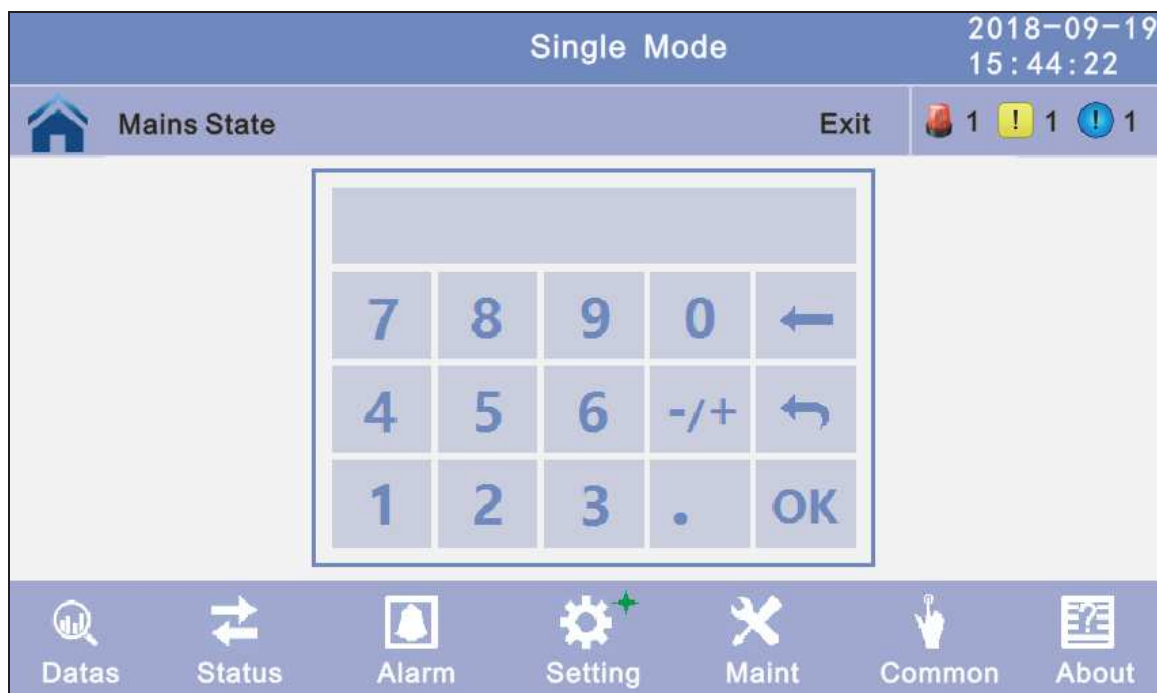 Single Mode
2018-09-19
15:44:22
Mains State
Exit
1
! 1
! 1
7 8 9 0
4 5 6 -/+
1 2 3 . OK
Datas
Status
Alarm
Setting
Maint
Common
? About